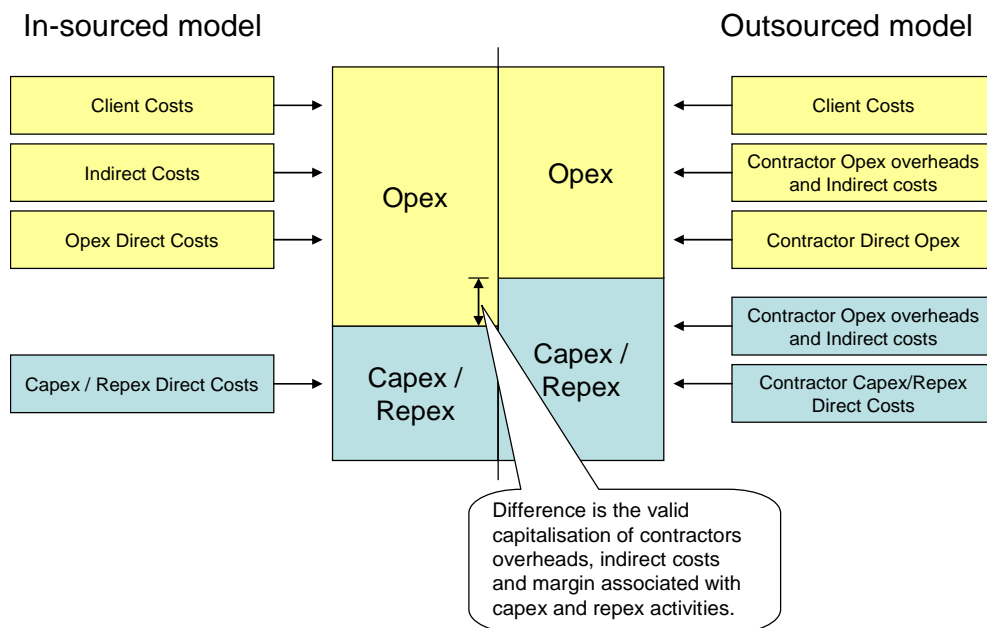 In-sourced model
Outsourced model
Client Costs
Indirect Costs
Opex Direct Costs
Capex / Repex Direct Costs
Opex
Capex /
Repex
Opex
Capex /
Repex
Client Costs
Contractor Opex overheads
and Indirect costs
Contractor Direct Opex
Contractor Opex overheads
and Indirect costs
Contractor Capex/Repex
Direct Costs
Difference is the valid
capitalisation of contractors
overheads, indirect costs
and margin associated with
capex and repex activities.